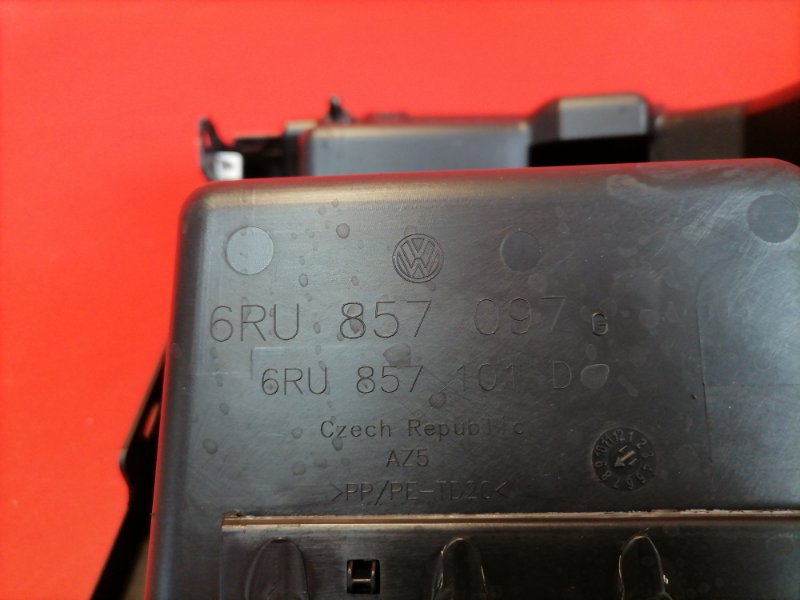 6RU 857 097 G
6RU 857 101 D
Czech Republic
AZ5
>PP/PE-TD20<